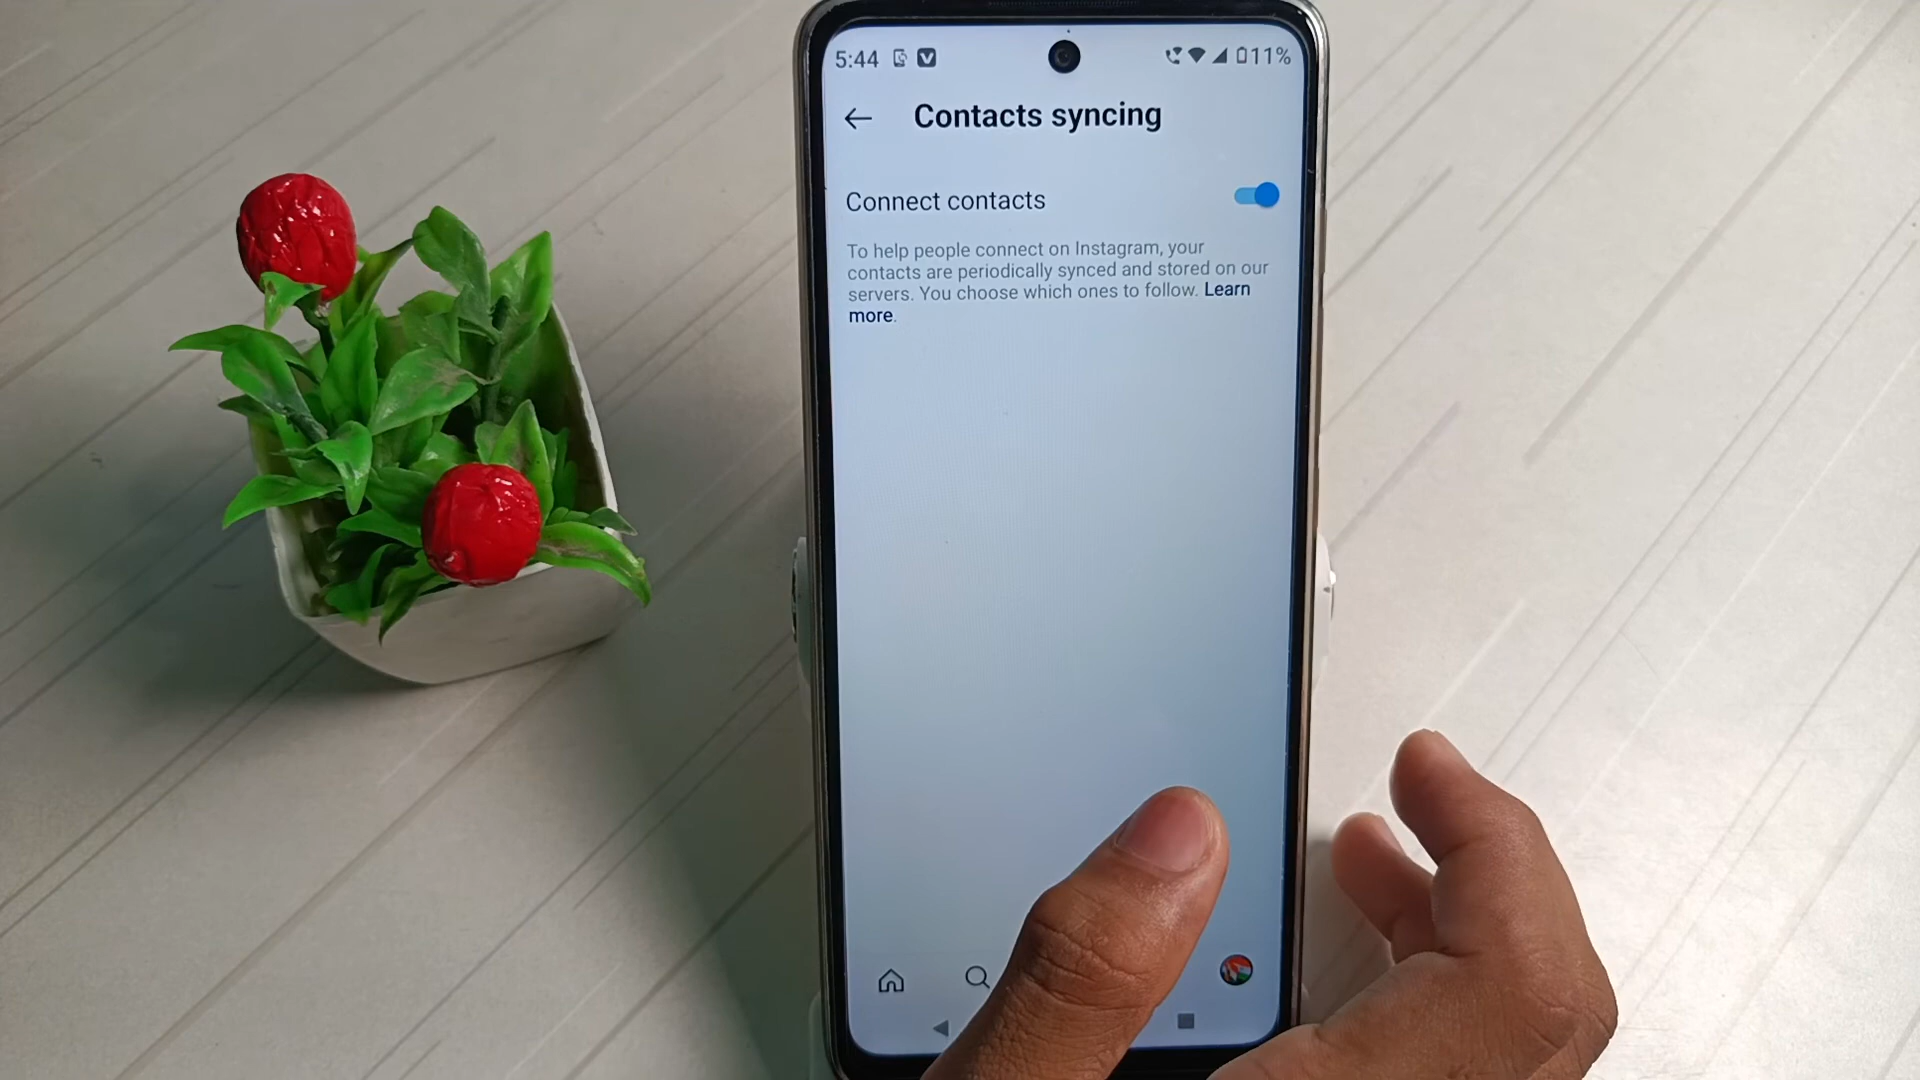 5:44 11%
Contacts syncing
Connect contacts
To help people connect on Instagram, your
contacts are periodically synced and stored on our
servers. You choose which ones to follow. Learn
more.